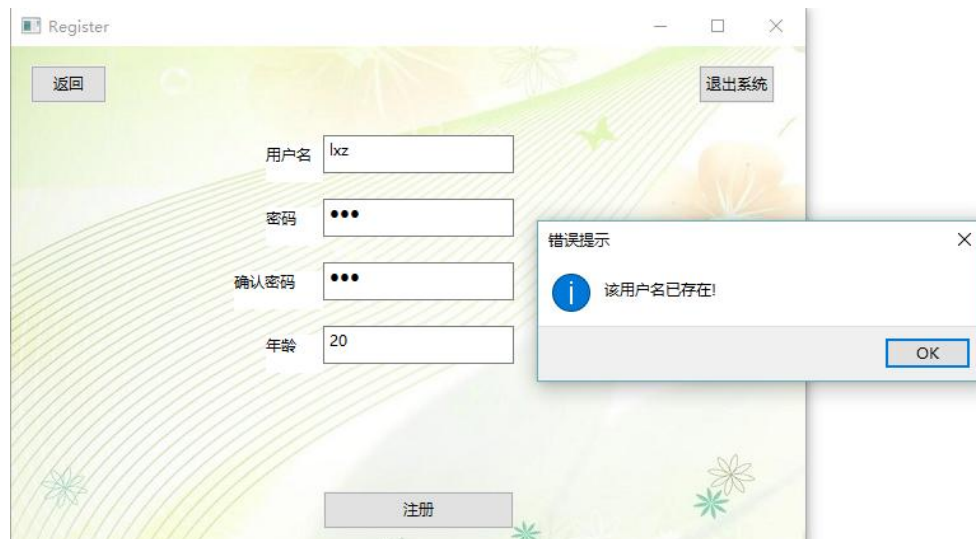 Register
返回
退出系统
用户名 lxz
密码 •••
确认密码 •••
年龄 20
注册
错误提示
该用户名已存在!
OK